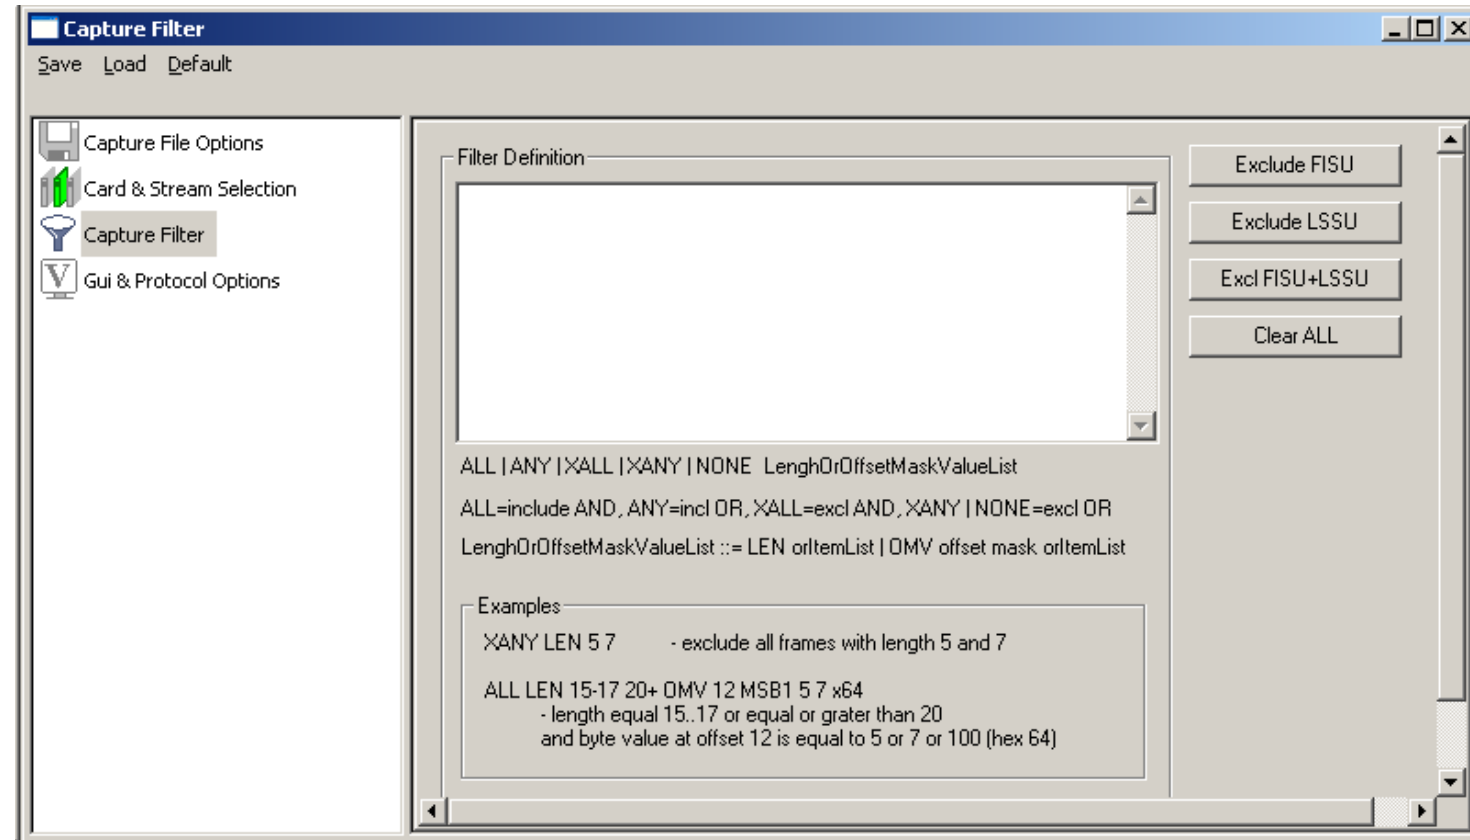 Capture Filter
Save Load Default
Capture File Options
Card & Stream Selection
Capture Filter
Gui & Protocol Options
Filter Definition
ALL | ANY | XALL | XANY | NONE LenghOrOffsetMaskValueList
ALL=include AND, ANY=incl OR, XALL=excl AND, XANY | NONE=excl OR
LenghOrOffsetMaskValueList ::= LEN orItemList | OMV offset mask orItemList
Examples
XANY LEN 5 7 - exclude all frames with length 5 and 7
ALL LEN 15-17 20+ OMV 12 MSB1 5 7 x64
- length equal 15..17 or equal or grater than 20
and byte value at offset 12 is equal to 5 or 7 or 100 (hex 64)
Exclude FISU
Exclude LSSU
Excl FISU+LSSU
Clear ALL